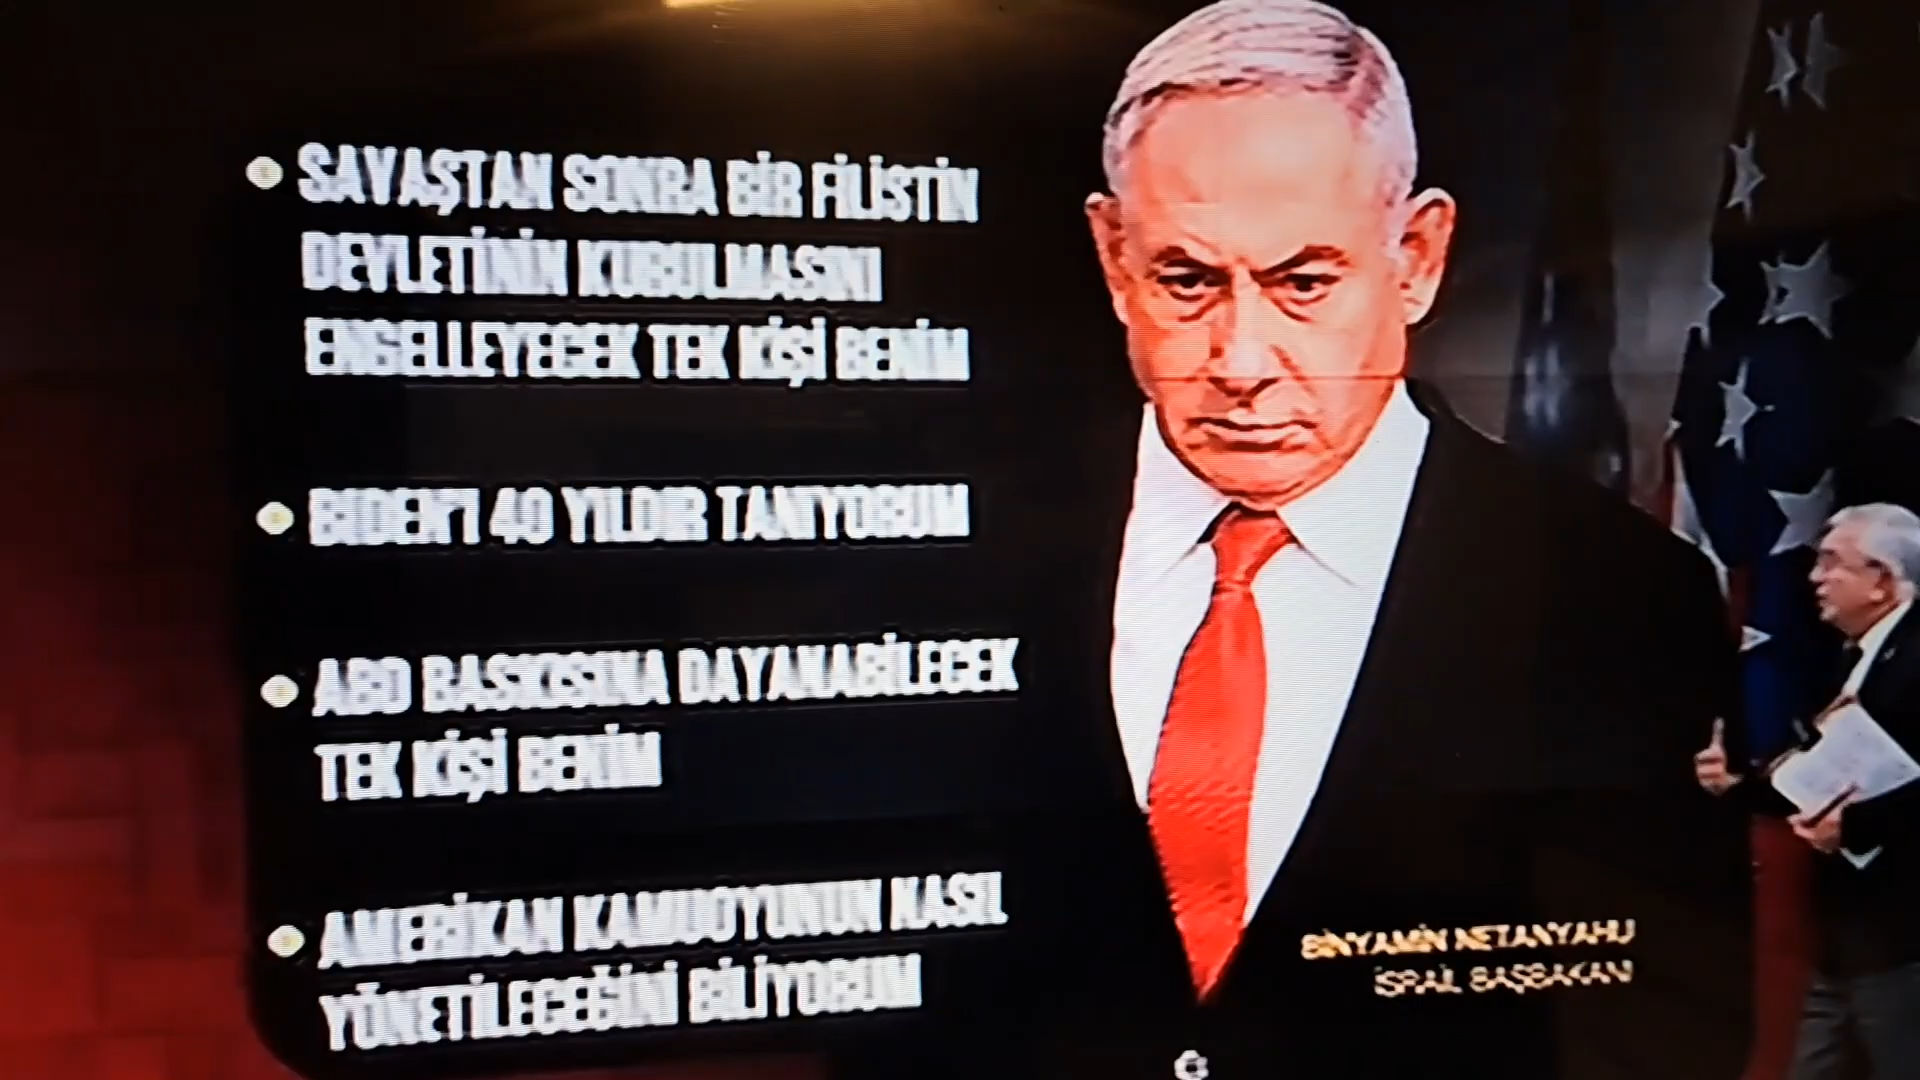 SAVAŞTAN SONRA BİR FİLİSTİN
DEVLETİNİN KURULMASINI
ENGELLEYECEK TEK KİŞİ BENİM
BIDEN'I 40 YILDIR TANIYORUM
ABD BASKISINA DAYANABİLECEK
TEK KİŞİ BENİM
AMERİKAN KAMUOYUNUN NASIL
YÖNETİLECEĞİNİ BİLİYORUM
BİNYAMİN NETANYAHU
İSRAİL BAŞBAKANI